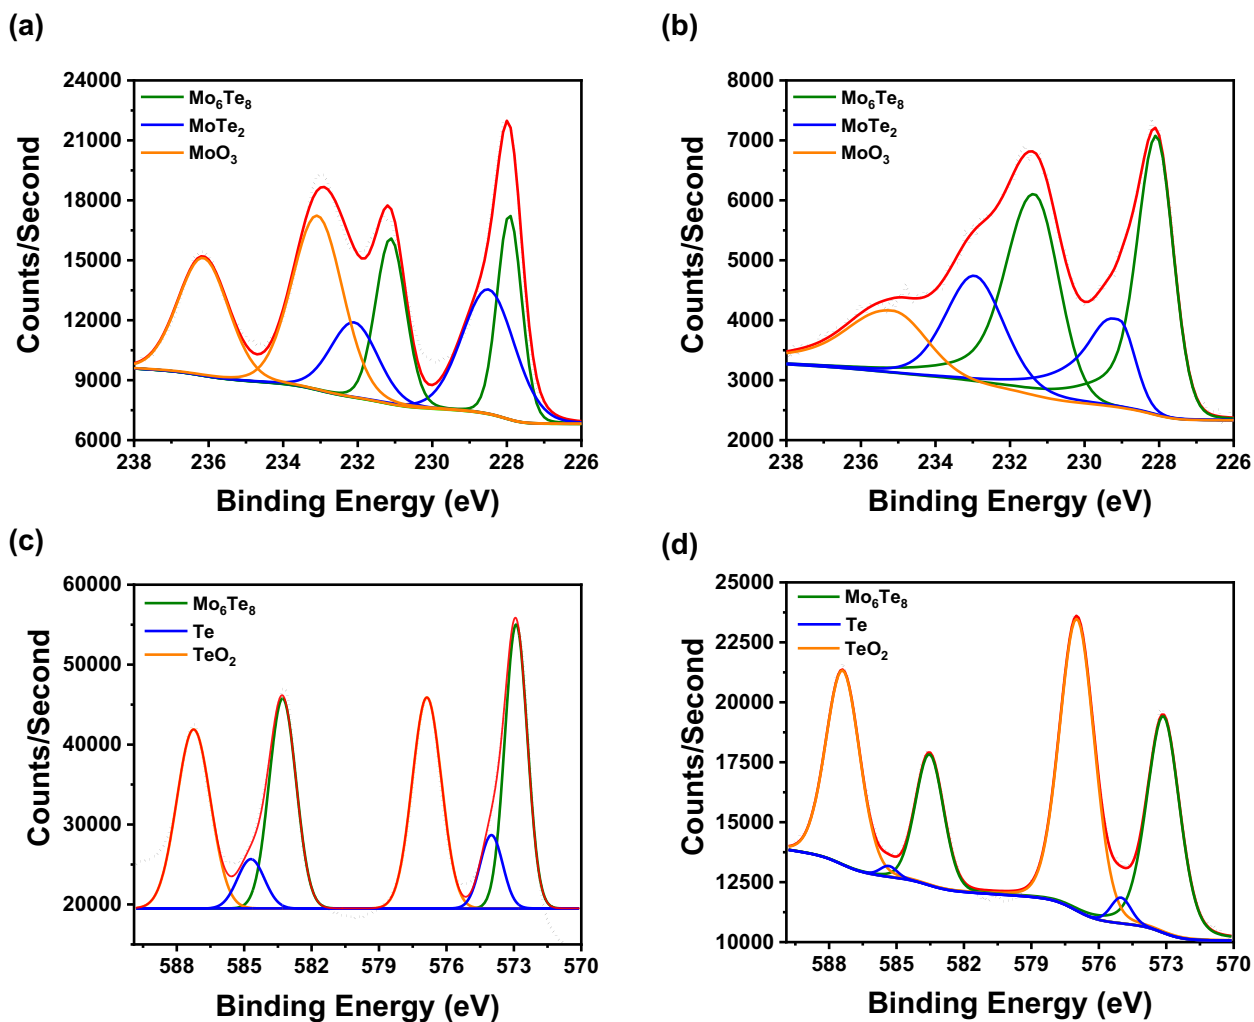 (a)
24000
21000
18000
15000
12000
9000
6000
Counts/Second
Mo₆Te₈
MoTe₂
MoO₃
238 236 234 232 230 228 226
Binding Energy (eV)
(b)
8000
7000
6000
5000
4000
3000
2000
Counts/Second
Mo₆Te₈
MoTe₂
MoO₃
238 236 234 232 230 228 226
Binding Energy (eV)
(c)
60000
50000
40000
30000
20000
Counts/Second
Mo₆Te₈
Te
TeO₂
588 585 582 579 576 573 570
Binding Energy (eV)
(d)
25000
22500
20000
17500
15000
12500
10000
Counts/Second
Mo₆Te₈
Te
TeO₂
588 585 582 579 576 573 570
Binding Energy (eV)